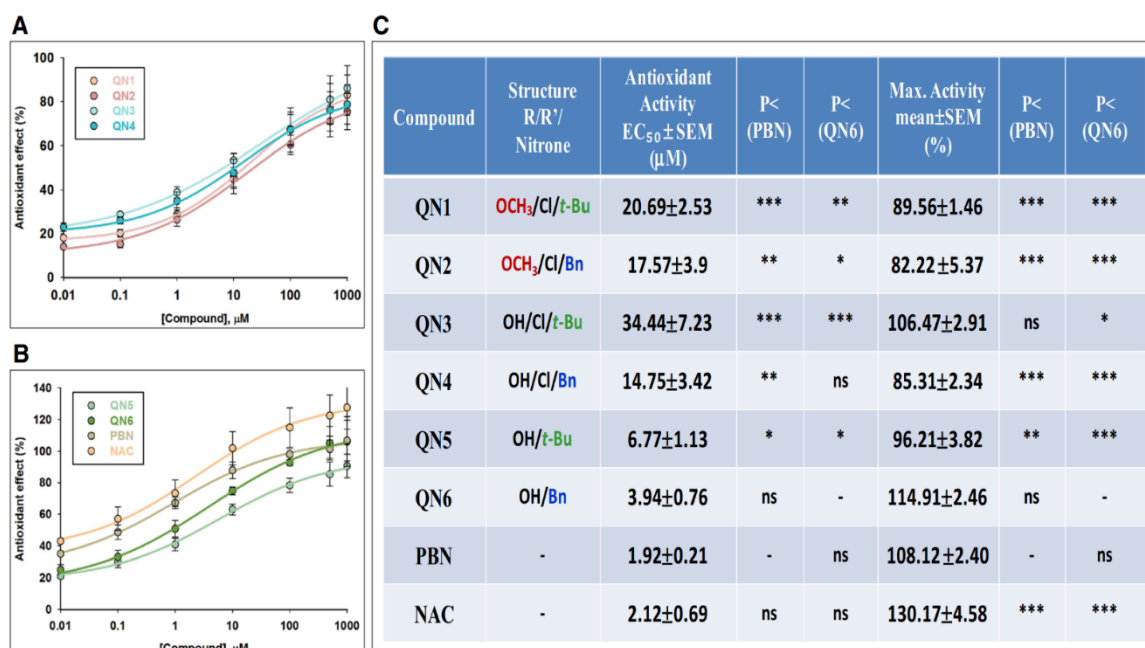 A
100
80
60
40
20
0
Antioxidant effect (%)
QN1
QN2
QN3
QN4
0.01 0.1 1 10 100 1000
[Compound], μM
B
140
120
100
80
60
40
20
0
Antioxidant effect (%)
QN5
QN6
PBN
NAC
0.01 0.1 1 10 100 1000
[Compound], μM
C
Compound Structure R/R'/ Nitrone Antioxidant Activity EC50±SEM (μM) P< (PBN) P< (QN6) Max. Activity mean±SEM (%) P< (PBN) P< (QN6)
QN1 OCH3/Cl/t-Bu 20.69±2.53 *** ** 89.56±1.46 *** ***
QN2 OCH3/Cl/Bn 17.57±3.9 ** * 82.22±5.37 *** ***
QN3 OH/Cl/t-Bu 34.44±7.23 *** *** 106.47±2.91 ns *
QN4 OH/Cl/Bn 14.75±3.42 ** ns 85.31±2.34 *** ***
QN5 OH/t-Bu 6.77±1.13 * * 96.21±3.82 ** ***
QN6 OH/Bn 3.94±0.76 ns - 114.91±2.46 ns -
PBN - 1.92±0.21 - ns 108.12±2.40 - ns
NAC - 2.12±0.69 ns ns 130.17±4.58 *** ***